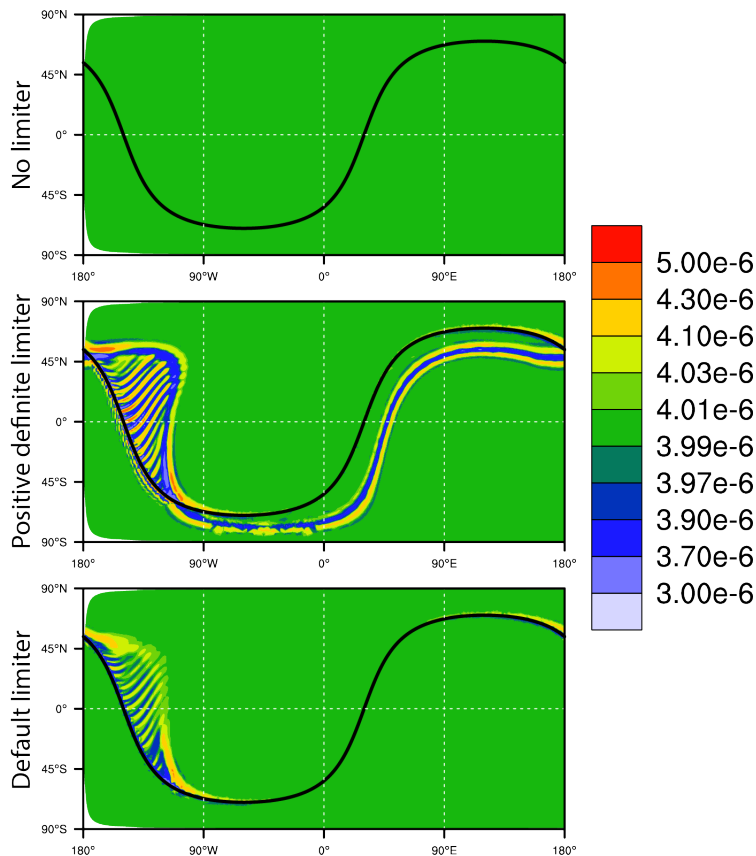 No limiter
90°N
45°N
0°
45°S
90°S
180° 90°W 0° 90°E 180°
Positive definite limiter
90°N
45°N
0°
45°S
90°S
180° 90°W 0° 90°E 180°
Default limiter
90°N
45°N
0°
45°S
90°S
180° 90°W 0° 90°E 180°
5.00e-6
4.30e-6
4.10e-6
4.03e-6
4.01e-6
3.99e-6
3.97e-6
3.90e-6
3.70e-6
3.00e-6